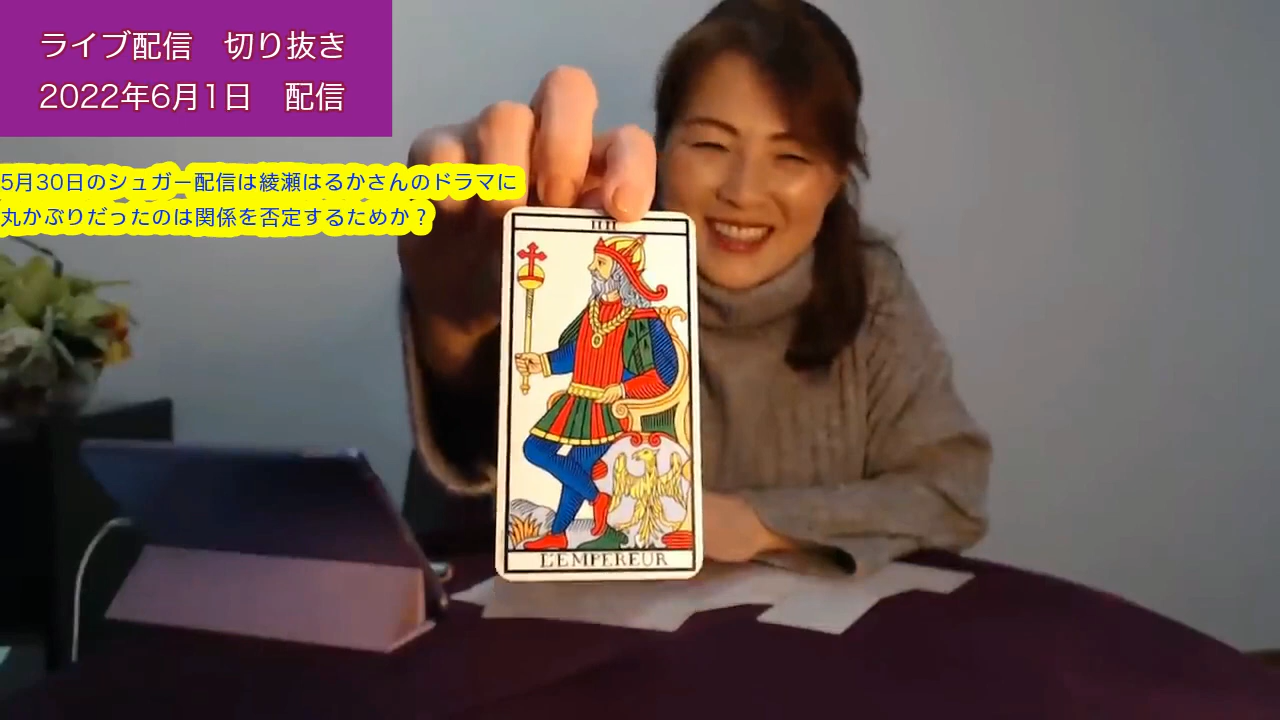 ライブ配信　切り抜き
2022年6月1日　配信
5月30日のシュガー配信は綾瀬はるかさんのドラマに
丸かぶりだったのは関係を否定するためか？
IIII
L'EMPEREUR